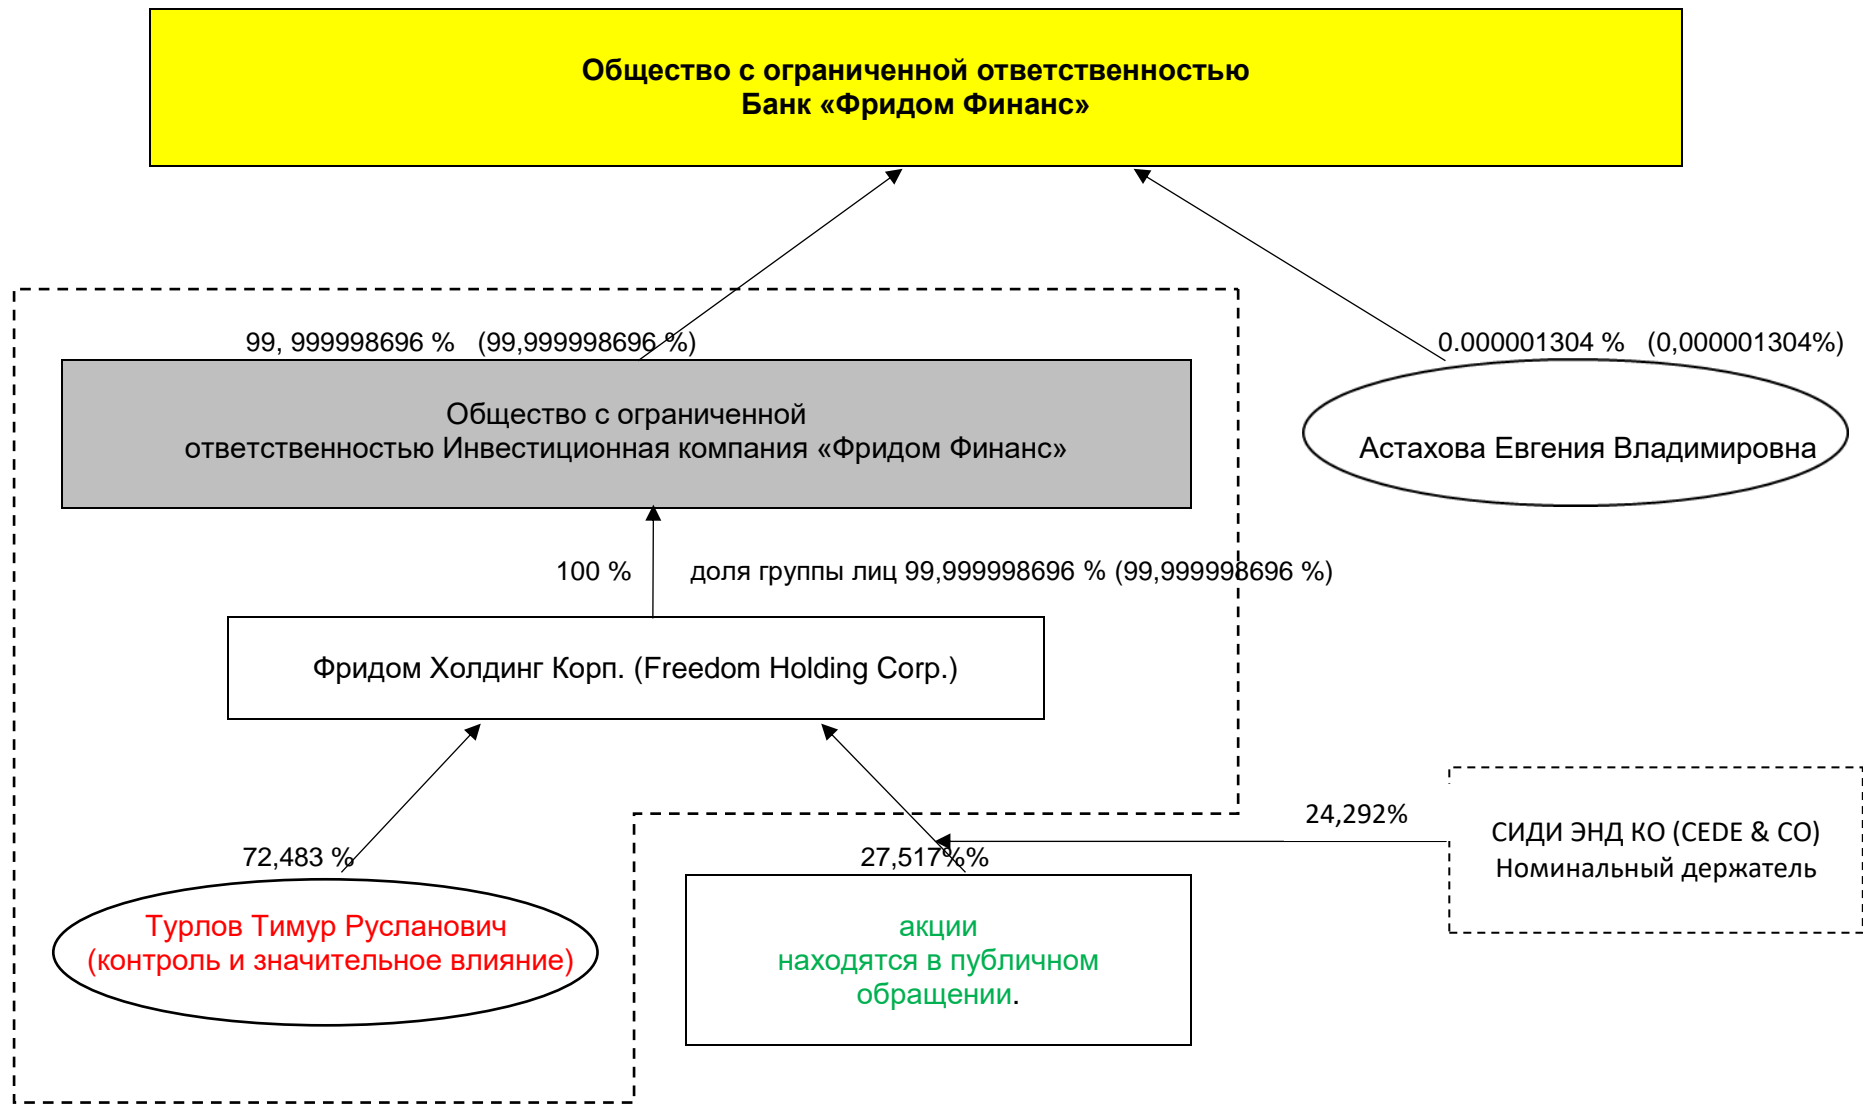 Общество с ограниченной ответственностью
Банк «Фридом Финанс»
99, 999998696 % (99,999998696 %)
0.000001304 % (0,000001304%)
Общество с ограниченной
ответственностью Инвестиционная компания «Фридом Финанс»
Астахова Евгения Владимировна
100 % доля группы лиц 99,999998696 % (99,999998696 %)
Фридом Холдинг Корп. (Freedom Holding Corp.)
24,292%
СИДИ ЭНД КО (CEDE & CO)
Номинальный держатель
72,483 %
27,517%%
Турлов Тимур Русланович
(контроль и значительное влияние)
акции
находятся в публичном
обращении.